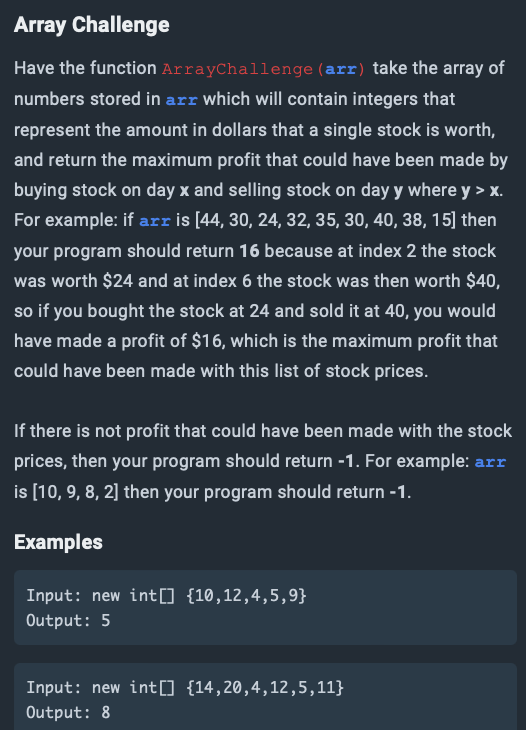 Array Challenge
Have the function ArrayChallenge(arr) take the array of
numbers stored in arr which will contain integers that
represent the amount in dollars that a single stock is worth,
and return the maximum profit that could have been made by
buying stock on day x and selling stock on day y where y > x.
For example: if arr is [44, 30, 24, 32, 35, 30, 40, 38, 15] then
your program should return 16 because at index 2 the stock
was worth $24 and at index 6 the stock was then worth $40,
so if you bought the stock at 24 and sold it at 40, you would
have made a profit of $16, which is the maximum profit that
could have been made with this list of stock prices.
If there is not profit that could have been made with the stock
prices, then your program should return -1. For example: arr
is [10, 9, 8, 2] then your program should return -1.
Examples
Input: new int[] {10,12,4,5,9}
Output: 5
Input: new int[] {14,20,4,12,5,11}
Output: 8